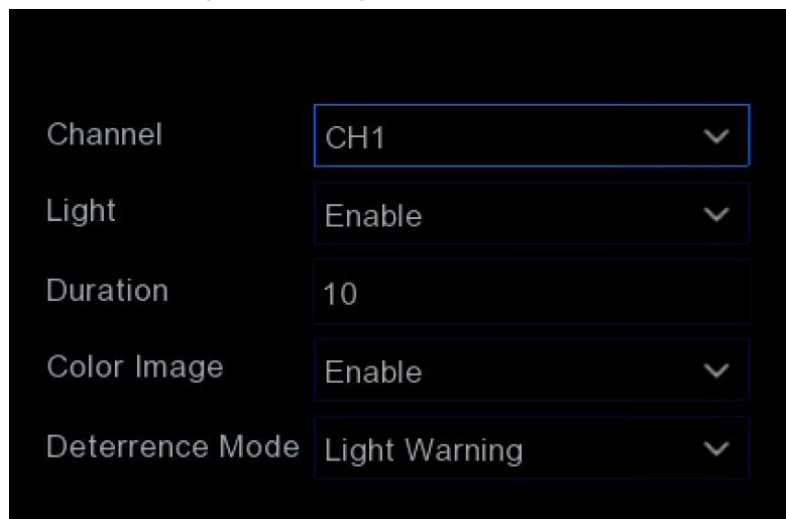 Channel CH1
Light Enable
Duration 10
Color Image Enable
Deterrence Mode Light Warning